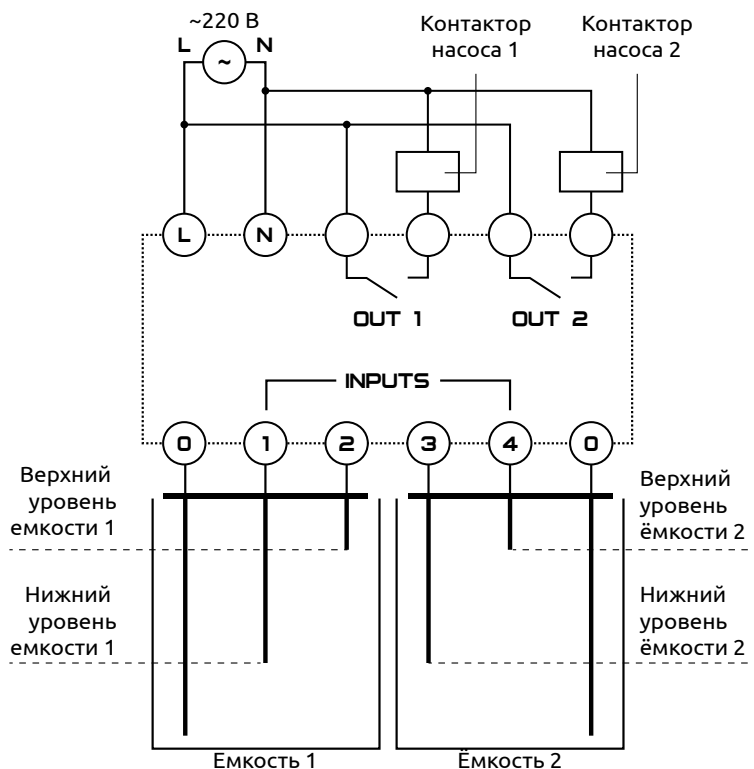 ~220 В
L
N
~
Контактор
насоса 1
Контактор
насоса 2
L
N
OUT 1
OUT 2
INPUTS
0
1
2
3
4
0
Верхний
уровень
емкости 1
Верхний
уровень
ёмкости 2
Нижний
уровень
емкости 1
Нижний
уровень
ёмкости 2
Емкость 1
Ёмкость 2